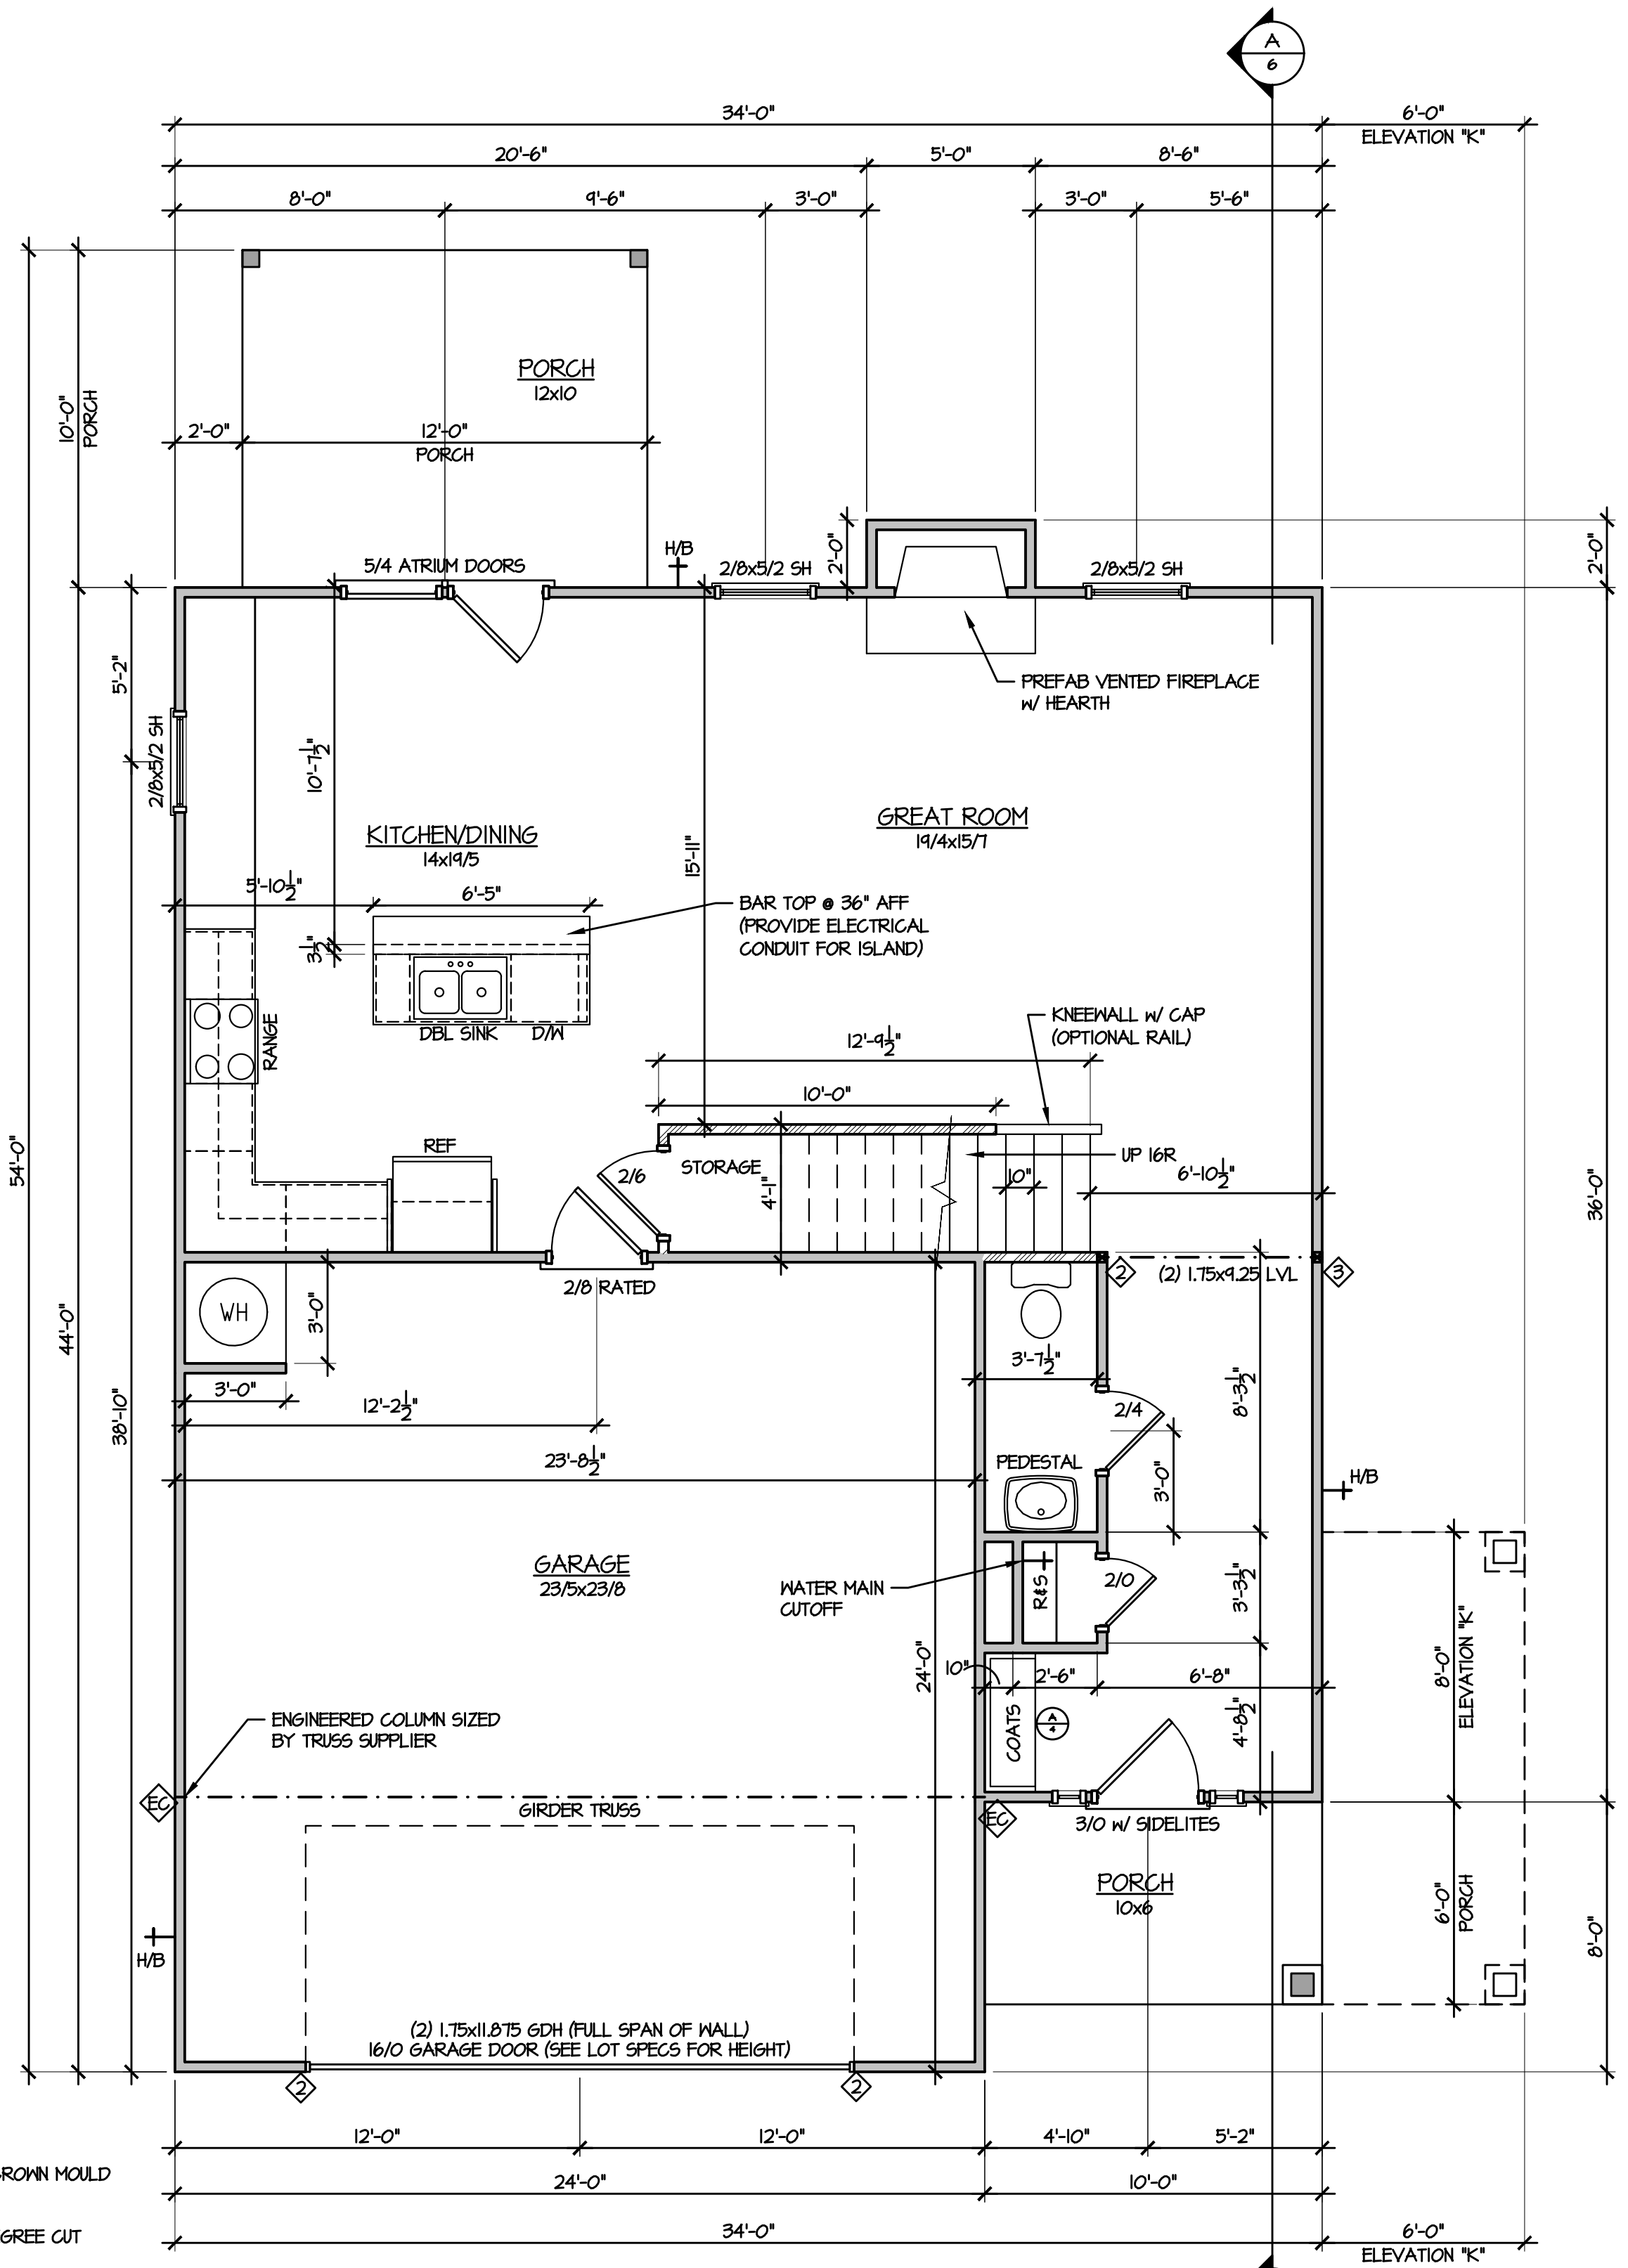 A
6
34'-0"
6'-0"
ELEVATION "K"
20'-6"
5'-0"
8'-6"
8'-0"
9'-6"
3'-0"
3'-0"
5'-6"
PORCH
12x10
10'-0"
PORCH
2'-0"
12'-0"
PORCH
5/4 ATRIUM DOORS
H/B
2/8x5/2 SH
2'-0"
2/8x5/2 SH
2'-0"
5'-2"
2/8x5/2 SH
PREFAB VENTED FIREPLACE
w/ HEARTH
10'-7 1/2"
KITCHEN/DINING
14x19/5
GREAT ROOM
19/4x15/7
15'-11"
5'-10 1/2"
6'-5"
3 1/2"
BAR TOP @ 36" AFF
(PROVIDE ELECTRICAL
CONDUIT FOR ISLAND)
DBL SINK
D/W
RANGE
KNEEWALL w/ CAP
(OPTIONAL RAIL)
12'-9 1/2"
10'-0"
REF
2/6
STORAGE
4'-1"
UP 16R
10"
6'-10 1/2"
54'-0"
36'-0"
2/8 RATED
2
(2) 1.75x9.25 LVL
3
WH
3'-0"
3'-0"
44'-0"
38'-10"
12'-2 1/2"
3'-7 1/2"
2/4
8'-3 1/2"
23'-8 1/2"
PEDESTAL
3'-0"
H/B
GARAGE
23/5x23/8
WATER MAIN
CUTOFF
R&S
2/0
3'-3 1/2"
24'-0"
10"
2'-6"
6'-8"
8'-0"
ELEVATION "K"
ENGINEERED COLUMN SIZED
BY TRUSS SUPPLIER
COATS
A
4
4'-8 1/2"
EC
GIRDER TRUSS
EC
3/0 w/ SIDELITES
PORCH
10x6
6'-0"
PORCH
8'-0"
H/B
(2) 1.75x11.875 GDH (FULL SPAN OF WALL)
16/0 GARAGE DOOR (SEE LOT SPECS FOR HEIGHT)
2
2
12'-0"
12'-0"
4'-10"
5'-2"
ROWN MOULD
24'-0"
10'-0"
GREE CUT
34'-0"
6'-0"
ELEVATION "K"